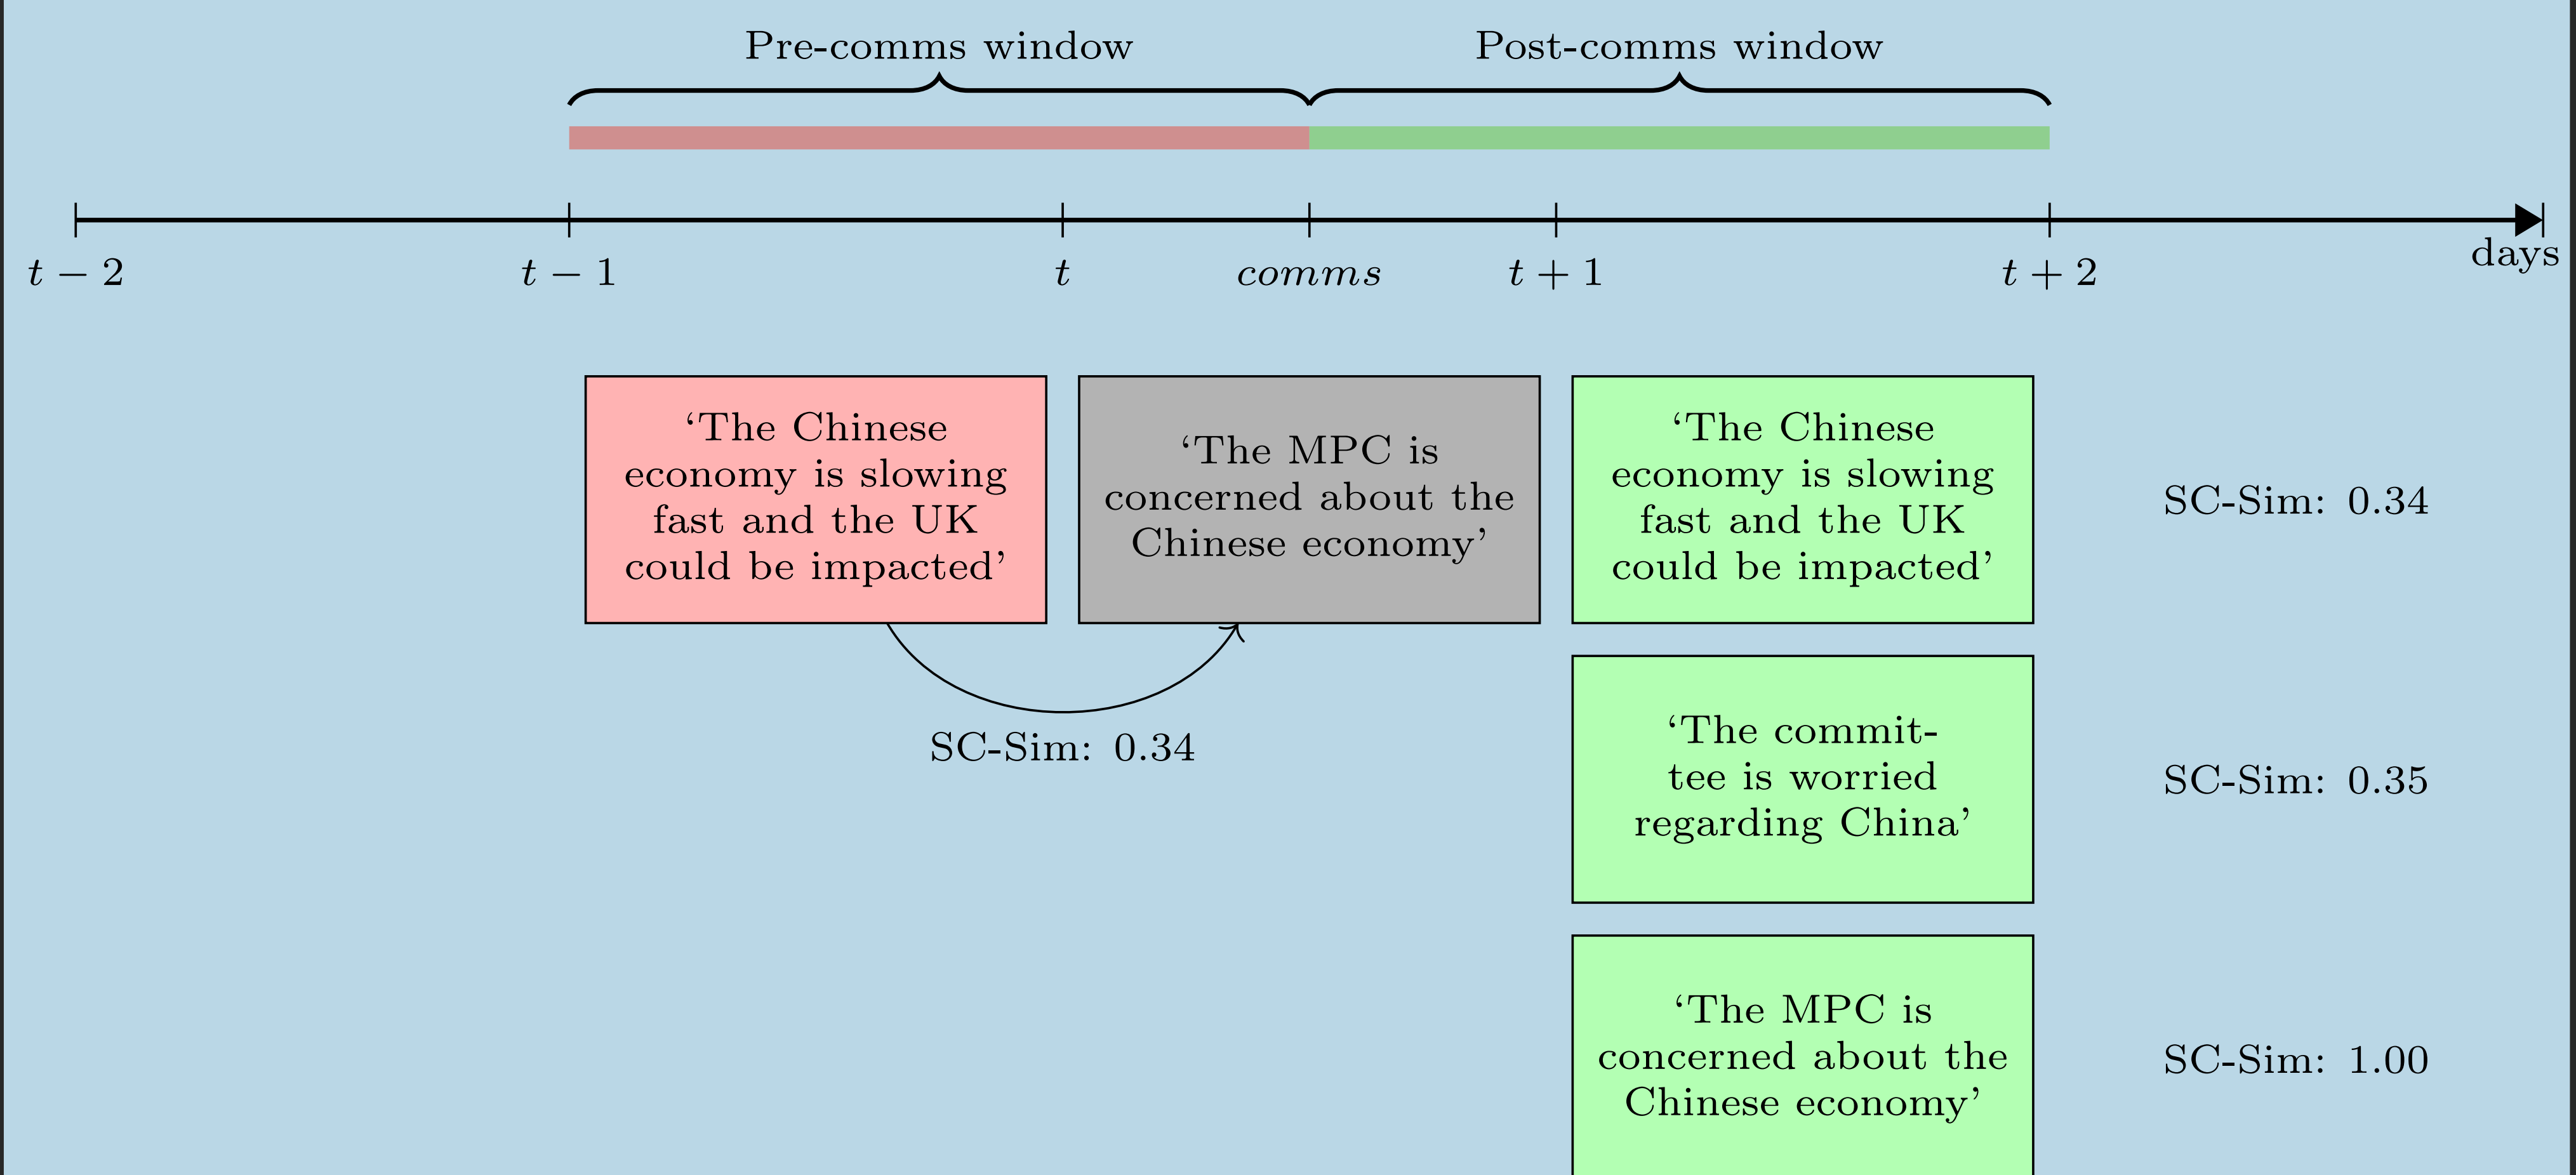 Pre-comms window
Post-comms window
t − 2
t − 1
t
comms
t + 1
t + 2
days
‘The Chinese
economy is slowing
fast and the UK
could be impacted’
‘The MPC is
concerned about the
Chinese economy’
‘The Chinese
economy is slowing
fast and the UK
could be impacted’
SC-Sim: 0.34
SC-Sim: 0.34
‘The commit-
tee is worried
regarding China’
SC-Sim: 0.35
‘The MPC is
concerned about the
Chinese economy’
SC-Sim: 1.00